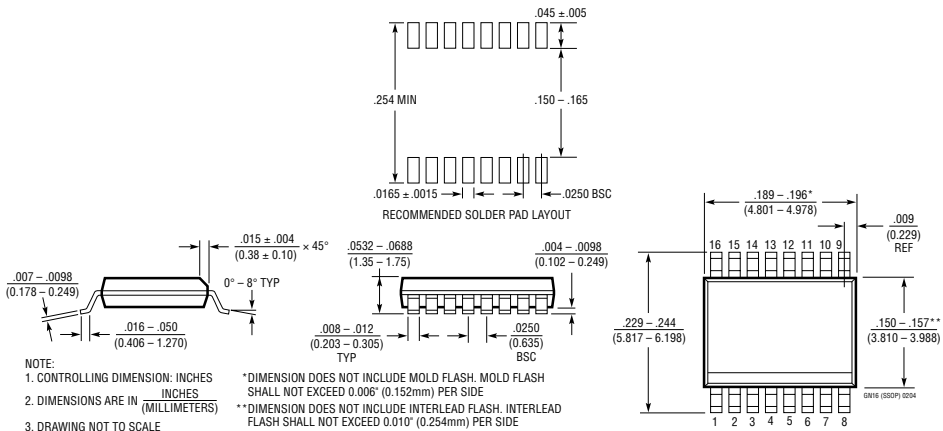 .045 ±.005
.254 MIN
.150 – .165
.0165 ± .0015
.0250 BSC
RECOMMENDED SOLDER PAD LAYOUT
.189 – .196*
(4.801 – 4.978)
.009
(0.229)
REF
16 15 14 13 12 11 10 9
.229 – .244
(5.817 – 6.198)
.150 – .157**
(3.810 – 3.988)
GN16 (SSOP) 0204
1 2 3 4 5 6 7 8
.015 ± .004
(0.38 ± 0.10)
× 45°
.007 – .0098
(0.178 – 0.249)
0° – 8° TYP
.016 – .050
(0.406 – 1.270)
.0532 – .0688
(1.35 – 1.75)
.004 – .0098
(0.102 – 0.249)
.008 – .012
(0.203 – 0.305)
TYP
.0250
(0.635)
BSC
NOTE:
1. CONTROLLING DIMENSION: INCHES
2. DIMENSIONS ARE IN INCHES
(MILLIMETERS)
3. DRAWING NOT TO SCALE
*DIMENSION DOES NOT INCLUDE MOLD FLASH. MOLD FLASH
SHALL NOT EXCEED 0.006" (0.152mm) PER SIDE
**DIMENSION DOES NOT INCLUDE INTERLEAD FLASH. INTERLEAD
FLASH SHALL NOT EXCEED 0.010" (0.254mm) PER SIDE